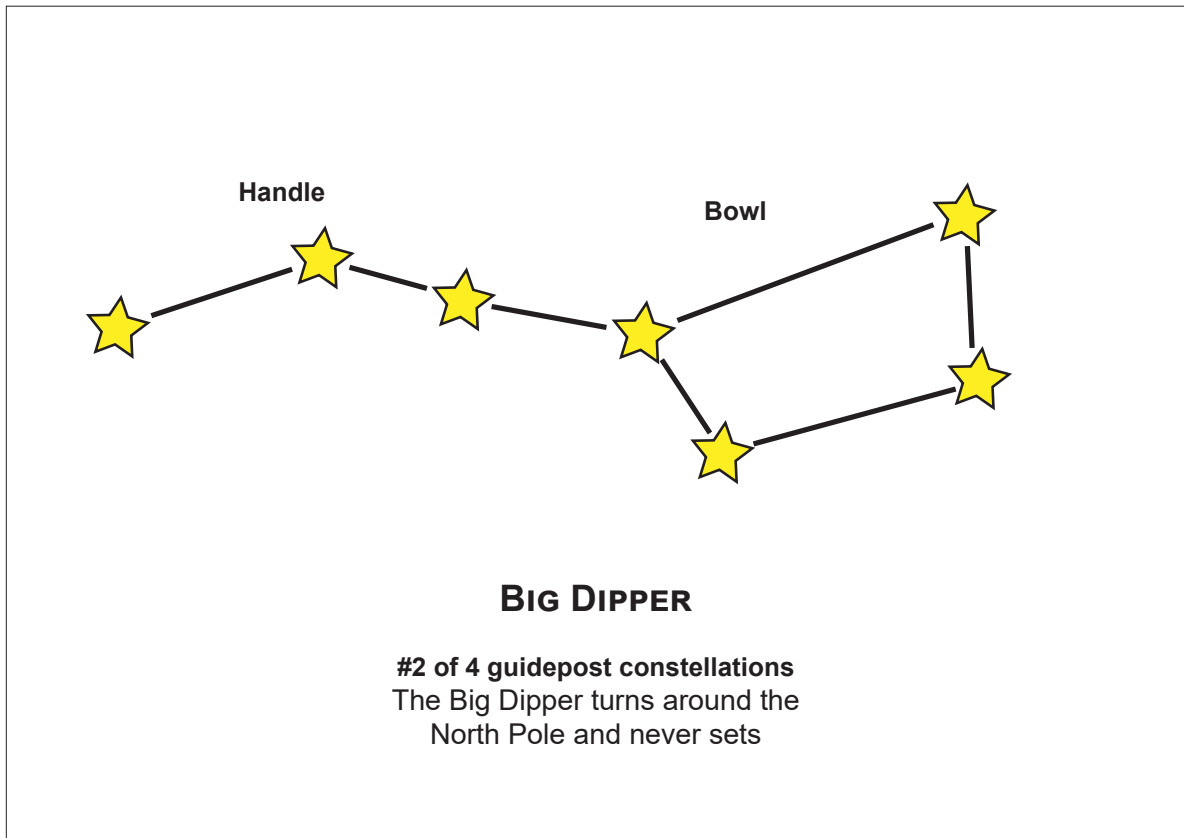 Handle
Bowl
BIG DIPPER
#2 of 4 guidepost constellations
The Big Dipper turns around the
North Pole and never sets